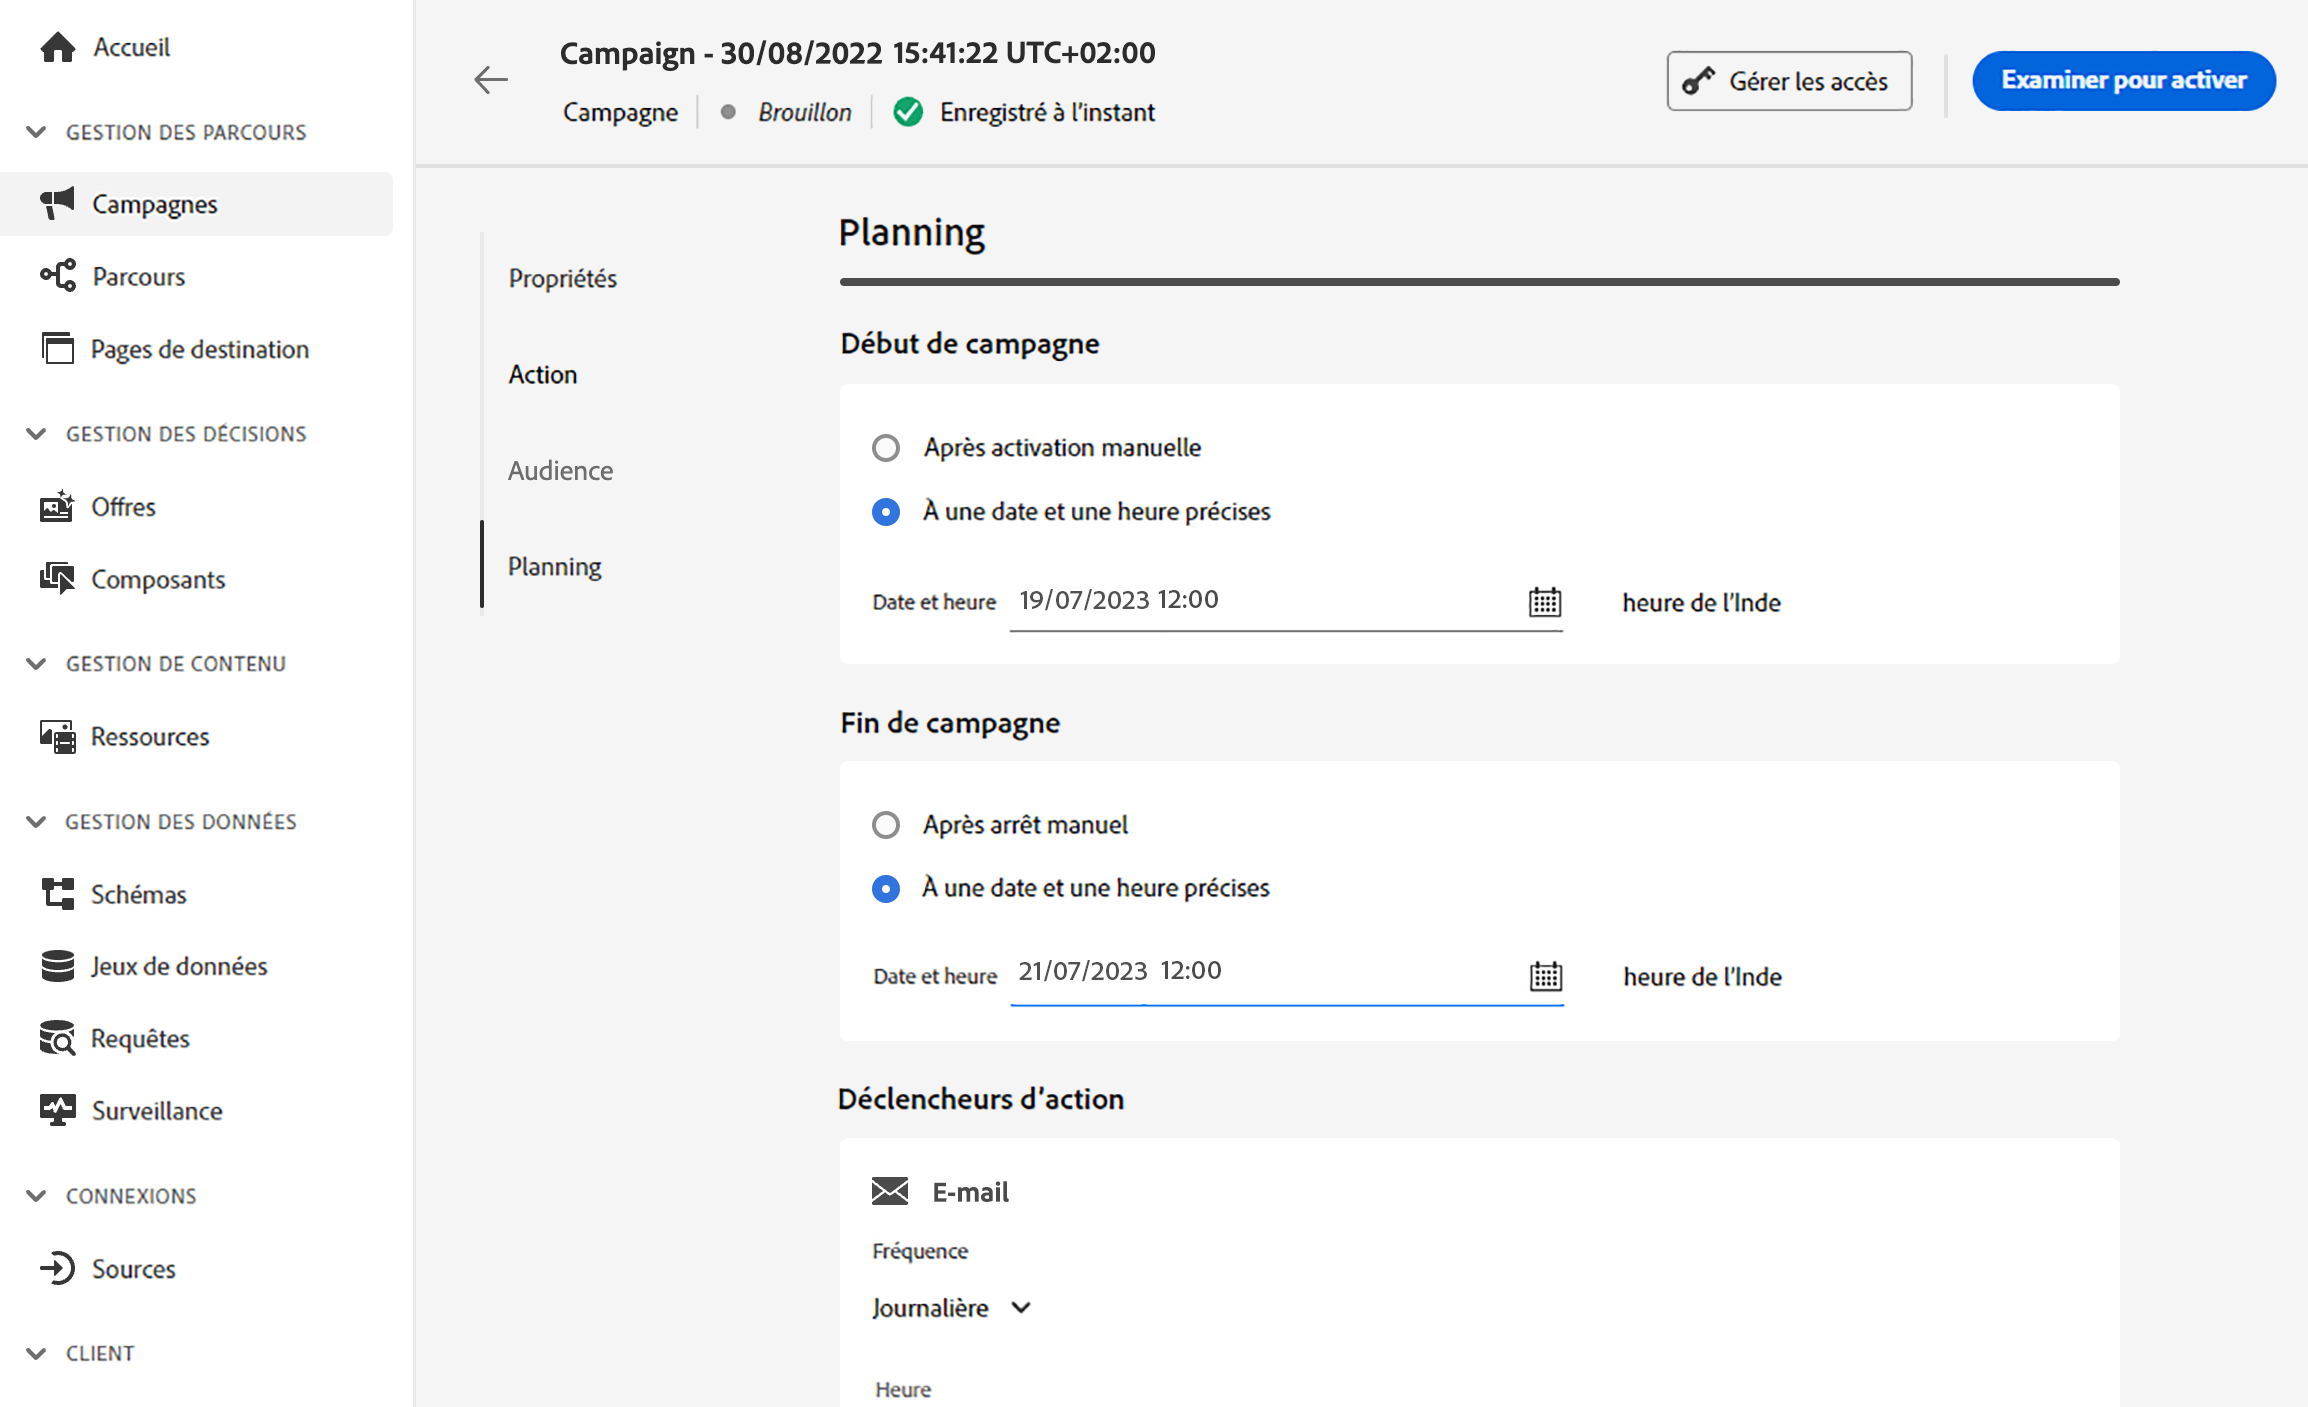 Accueil
GESTION DES PARCOURS
Campagnes
Parcours
Pages de destination
GESTION DES DÉCISIONS
Offres
Composants
GESTION DE CONTENU
Ressources
GESTION DES DONNÉES
Schémas
Jeux de données
Requêtes
Surveillance
CONNEXIONS
Sources
CLIENT
Campaign - 30/08/2022 15:41:22 UTC+02:00
Campagne Brouillon Enregistré à l'instant
Gérer les accès
Examiner pour activer
Propriétés
Action
Audience
Planning
Planning
Début de campagne
Après activation manuelle
À une date et une heure précises
Date et heure 19/07/2023 12:00 heure de l'Inde
Fin de campagne
Après arrêt manuel
À une date et une heure précises
Date et heure 21/07/2023 12:00 heure de l'Inde
Déclencheurs d'action
E-mail
Fréquence
Journalière
Heure